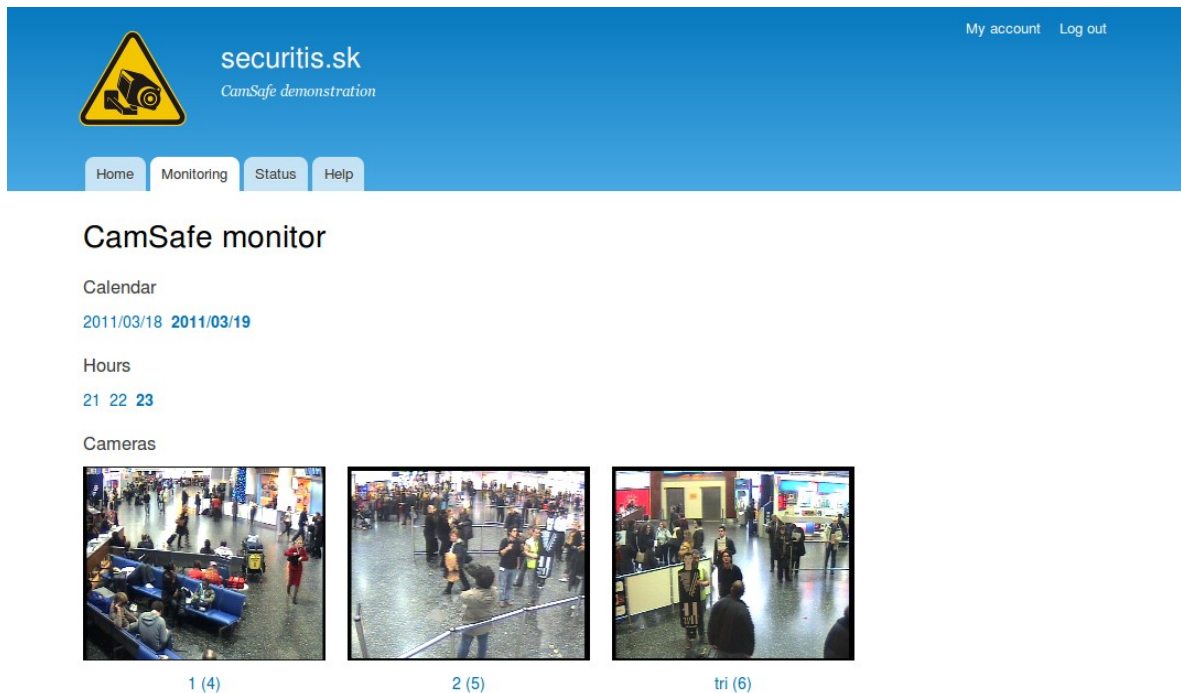 My account Log out
securitis.sk
CamSafe demonstration
Home Monitoring Status Help
CamSafe monitor
Calendar
2011/03/18 2011/03/19
Hours
21 22 23
Cameras
1 (4) 2 (5) tri (6)